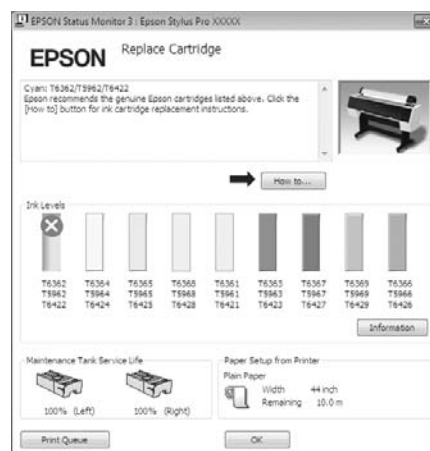 EPSON Status Monitor 3 : Epson Stylus Pro XXXXX
EPSON
Replace Cartridge
Cyan: T6362/T5962/T6422
Epson recommends the genuine Epson cartridges listed above. Click the
[How to] button for ink cartridge replacement instructions.
How to...
Ink Levels
T6362 T6364 T6365 T6368 T6361 T6363 T6367 T6369 T6366
T5962 T5964 T5965 T5968 T5961 T5963 T5967 T5969 T5966
T6422 T6424 T6425 T6428 T6421 T6423 T6427 T6429 T6426
Information
Maintenance Tank Service Life
100% (Left) 100% (Right)
Paper Setup from Printer
Plain Paper
Width 44 inch
Remaining 10.0 m
Print Queue
OK